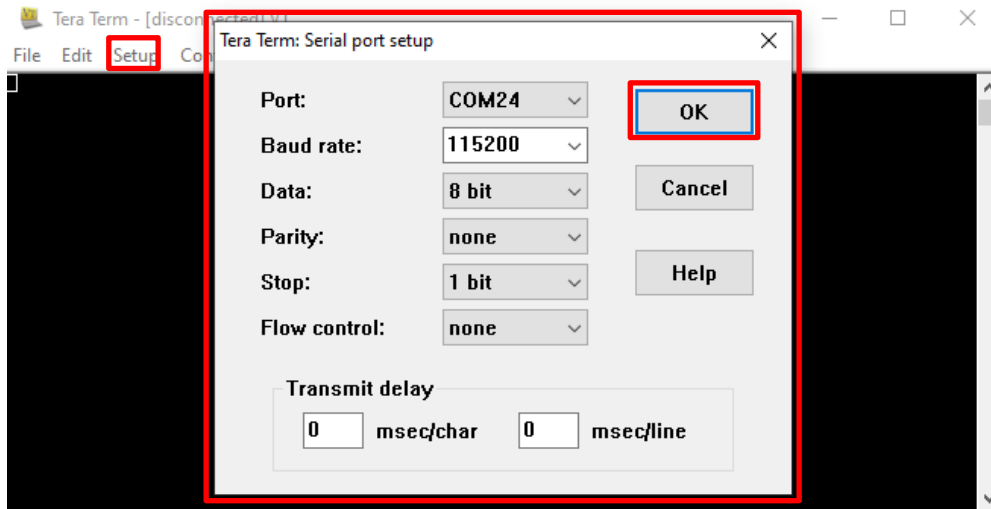 Tera Term - [disconnected] VT
File Edit Setup Con
Tera Term: Serial port setup
Port: COM24
OK
Baud rate: 115200
Data: 8 bit
Cancel
Parity: none
Stop: 1 bit
Help
Flow control: none
Transmit delay
0 msec/char 0 msec/line